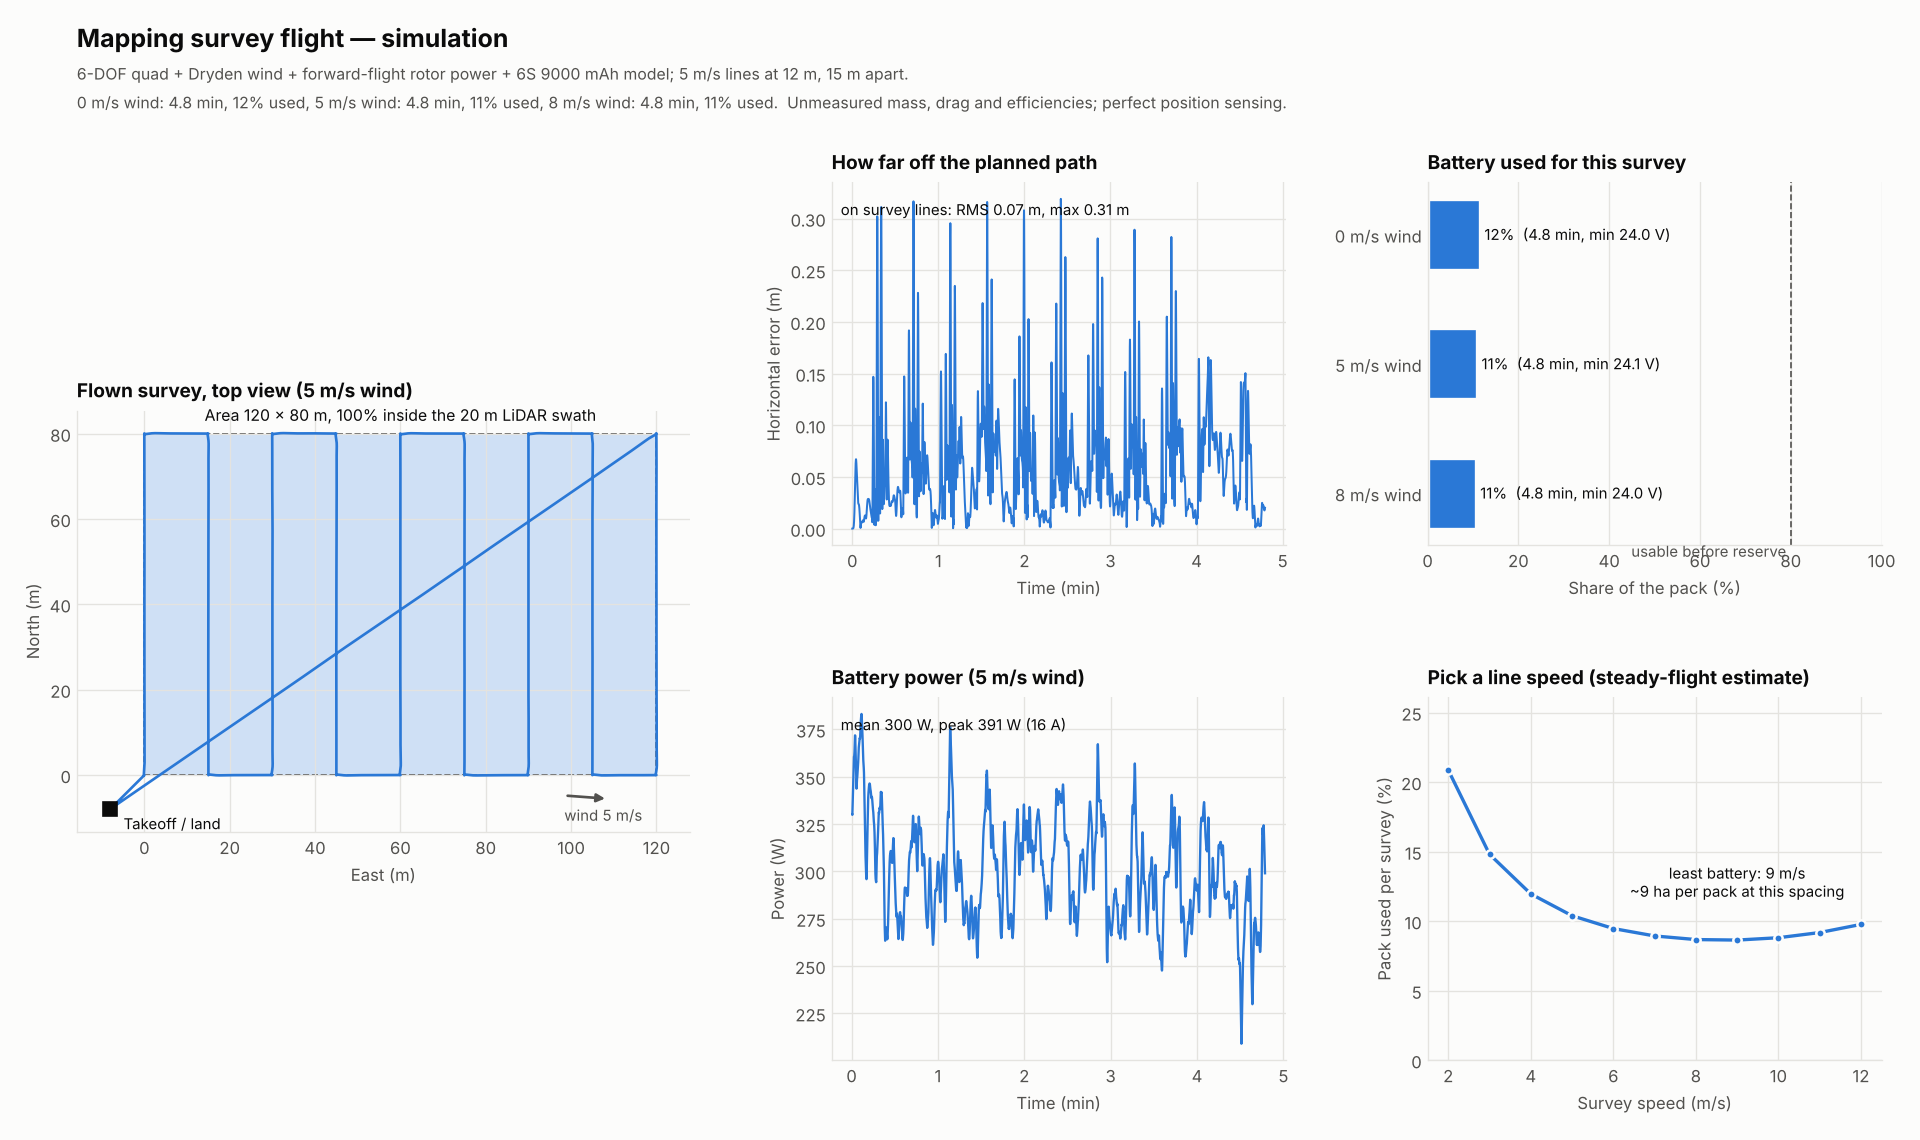 Mapping survey flight — simulation
6-DOF quad + Dryden wind + forward-flight rotor power + 6S 9000 mAh model; 5 m/s lines at 12 m, 15 m apart.
0 m/s wind: 4.8 min, 12% used, 5 m/s wind: 4.8 min, 11% used, 8 m/s wind: 4.8 min, 11% used.  Unmeasured mass, drag and efficiencies; perfect position sensing.
Flown survey, top view (5 m/s wind)
Area 120 × 80 m, 100% inside the 20 m LiDAR swath
80
60
40
20
0
North (m)
Takeoff / land
wind 5 m/s
0 20 40 60 80 100 120
East (m)
How far off the planned path
on survey lines: RMS 0.07 m, max 0.31 m
0.30
0.25
0.20
0.15
0.10
0.05
0.00
Horizontal error (m)
0 1 2 3 4 5
Time (min)
Battery used for this survey
0 m/s wind
12%  (4.8 min, min 24.0 V)
5 m/s wind
11%  (4.8 min, min 24.1 V)
8 m/s wind
11%  (4.8 min, min 24.0 V)
usable before reserve
0 20 40 60 80 100
Share of the pack (%)
Battery power (5 m/s wind)
mean 300 W, peak 391 W (16 A)
375
350
325
300
275
250
225
Power (W)
0 1 2 3 4 5
Time (min)
Pick a line speed (steady-flight estimate)
25
20
15
10
5
0
Pack used per survey (%)
least battery: 9 m/s
~9 ha per pack at this spacing
2 4 6 8 10 12
Survey speed (m/s)